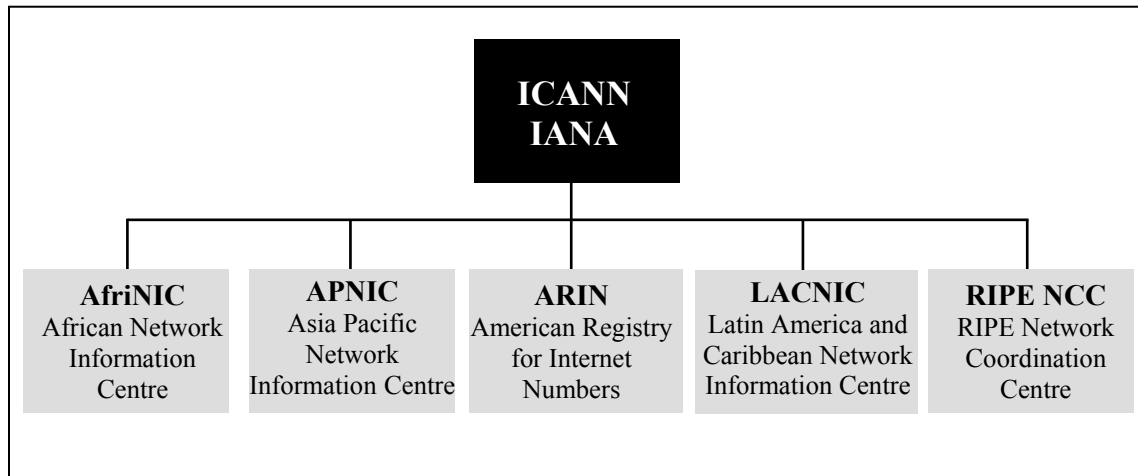 ICANN
IANA
AfriNIC
African Network
Information
Centre
APNIC
Asia Pacific
Network
Information Centre
ARIN
American Registry
for Internet
Numbers
LACNIC
Latin America and
Caribbean Network
Information Centre
RIPE NCC
RIPE Network
Coordination
Centre